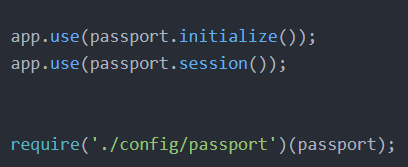 app.use(passport.initialize());
app.use(passport.session());
require('./config/passport')(passport);